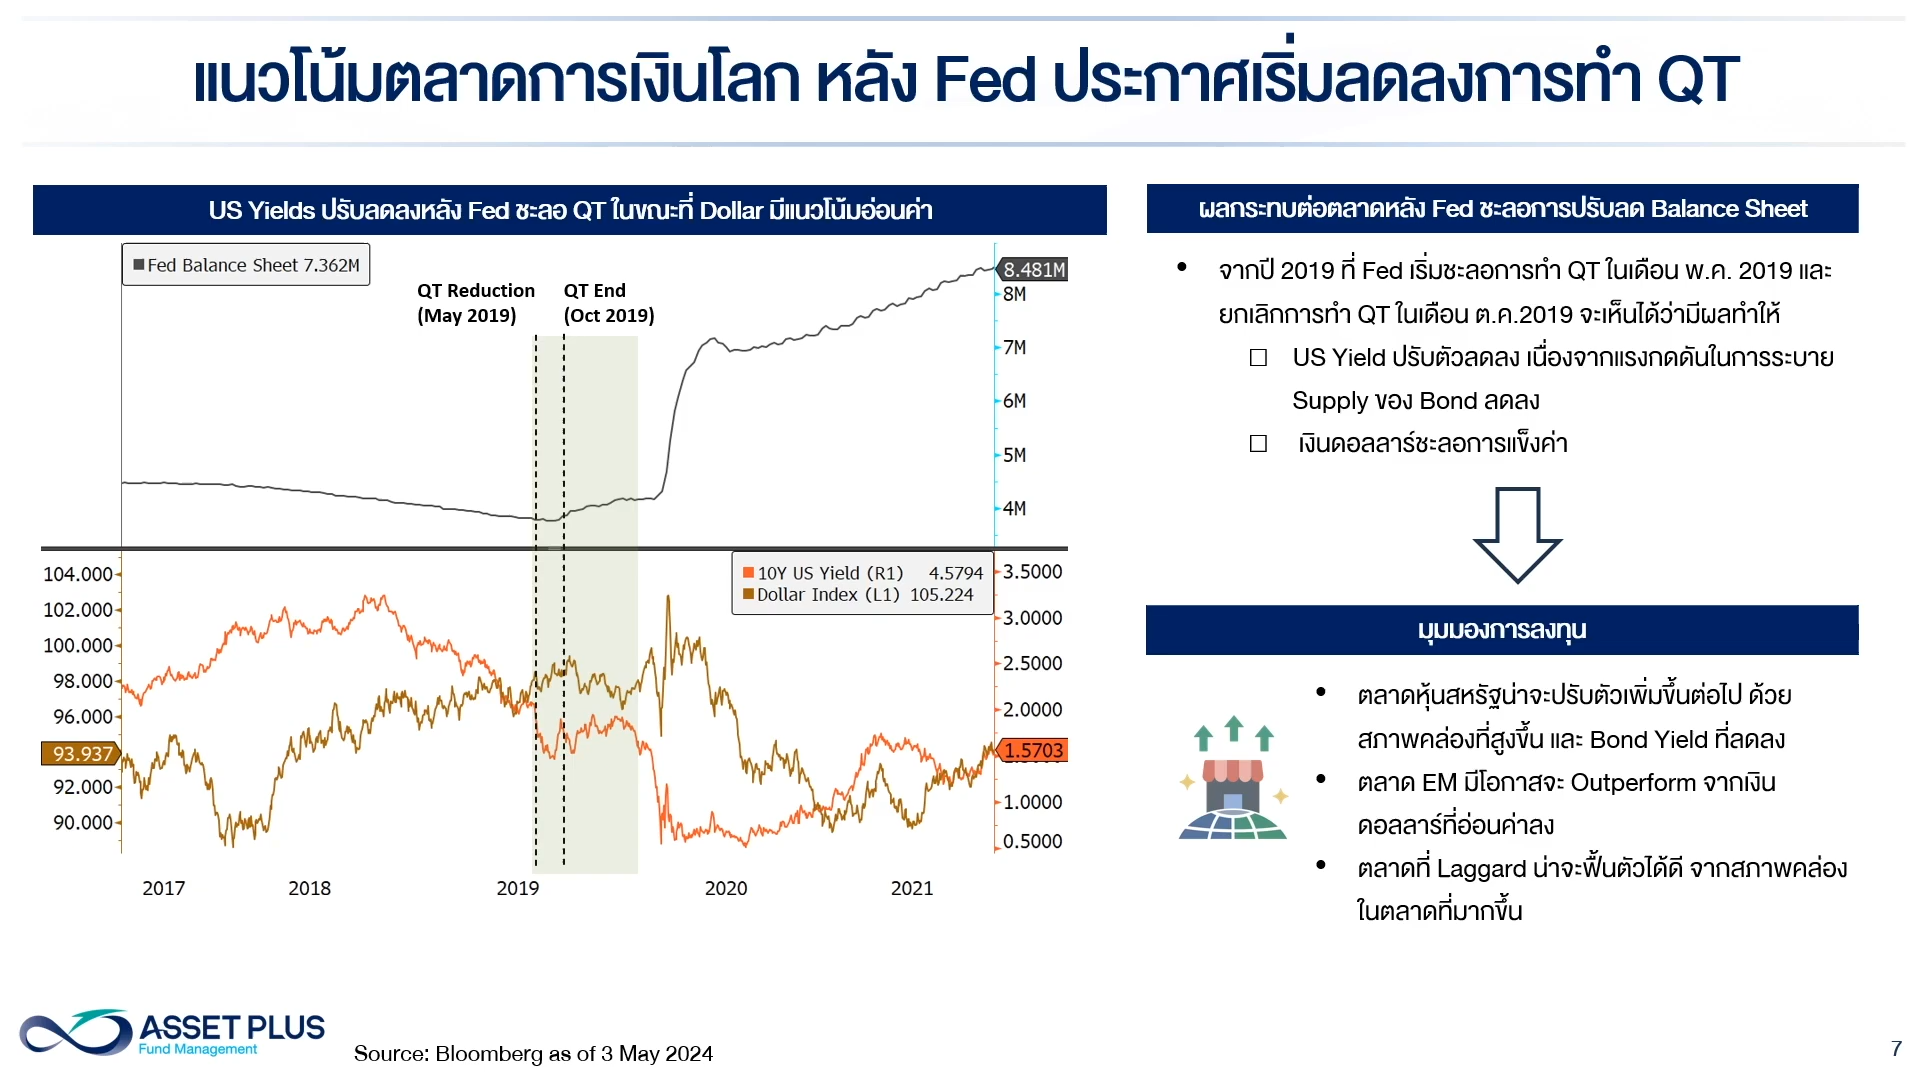 แนวโน้มตลาดการเงินโลก หลัง Fed ประกาศเริ่มลดลงการทำ QT
US Yields ปรับลดลงหลัง Fed ชะลอ QT ในขณะที่ Dollar มีแนวโน้มอ่อนค่า
Fed Balance Sheet 7.362M
QT Reduction
(May 2019)
QT End
(Oct 2019)
8.481M
8M
7M
6M
5M
4M
10Y US Yield (R1) 4.5794
Dollar Index (L1) 105.224
104.000
102.000
100.000
98.000
96.000
93.937
92.000
90.000
3.5000
3.0000
2.5000
2.0000
1.5703
1.0000
0.5000
2017 2018 2019 2020 2021
ผลกระทบต่อตลาดหลัง Fed ชะลอการปรับลด Balance Sheet
• จากปี 2019 ที่ Fed เริ่มชะลอการทำ QT ในเดือน พ.ค. 2019 และ
ยกเลิกการทำ QT ในเดือน ต.ค.2019 จะเห็นได้ว่ามีผลทำให้
□ US Yield ปรับตัวลดลง เนื่องจากแรงกดดันในการระบาย
Supply ของ Bond ลดลง
□ เงินดอลลาร์ชะลอการแข็งค่า
มุมมองการลงทุน
• ตลาดหุ้นสหรัฐน่าจะปรับตัวเพิ่มขึ้นต่อไป ด้วย
สภาพคล่องที่สูงขึ้น และ Bond Yield ที่ลดลง
• ตลาด EM มีโอกาสจะ Outperform จากเงิน
ดอลลาร์ที่อ่อนค่าลง
• ตลาดที่ Laggard น่าจะฟื้นตัวได้ดี จากสภาพคล่อง
ในตลาดที่มากขึ้น
ASSET PLUS
Fund Management
Source: Bloomberg as of 3 May 2024
7